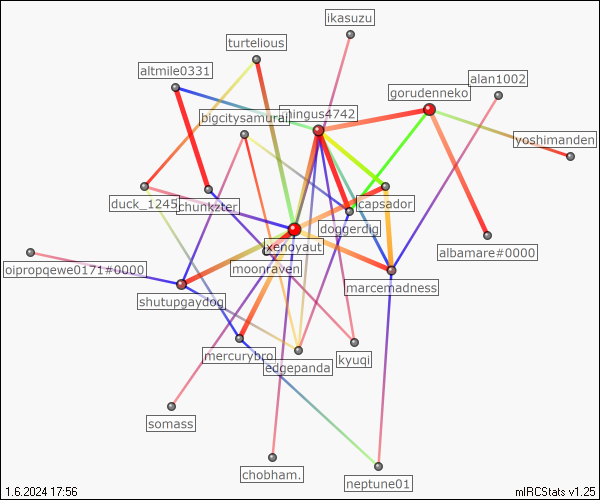 ikasuzu
turtelious
altmile0331
alan1002
gorudenneko
bigcitysamurai
mingus4742
yoshimanden
duck_1245
chunkzter
capsador
doggerdig
xenoyaut
albamare#0000
oipropqewe0171#0000
moonraven
marcemadness
shutupgaydog
mercurybro
edgepanda
kyuqi
somass
chobham.
neptune01
1.6.2024 17:56
mIRCStats v1.25